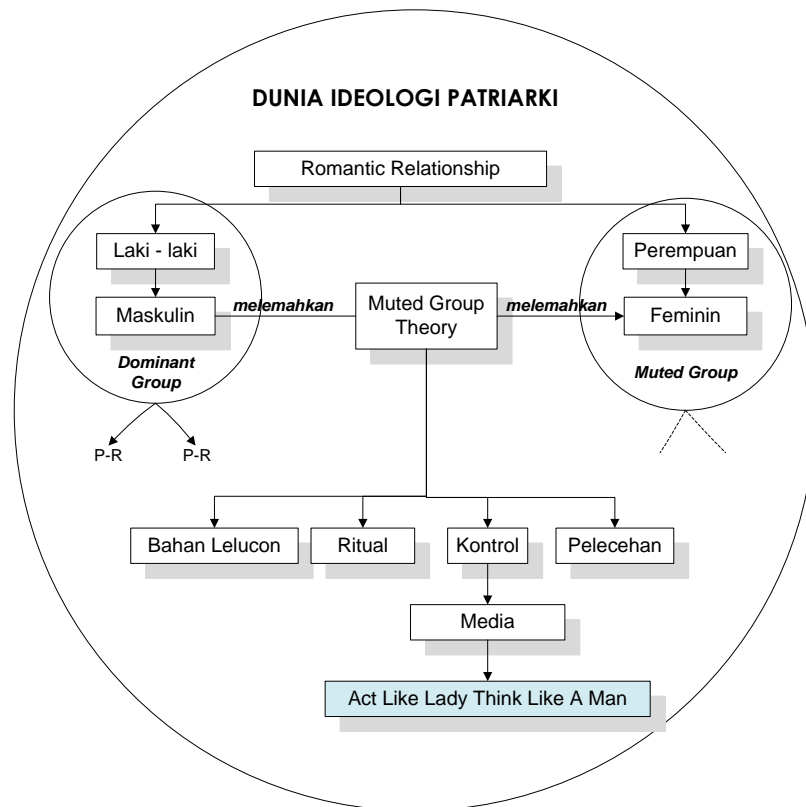 DUNIA IDEOLOGI PATRIARKI
Romantic Relationship
Laki - laki
Perempuan
Maskulin
melemahkan
Muted Group
Theory
melemahkan
Feminin
Dominant
Group
Muted Group
P-R
P-R
Bahan Lelucon
Ritual
Kontrol
Pelecehan
Media
Act Like Lady Think Like A Man